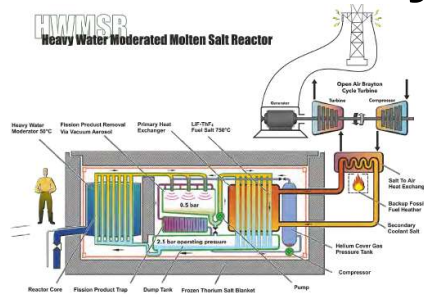 HWMSR
Heavy Water Moderated Molten Salt Reactor
Open Air Brayton
Cycle Turbine
Generator
Turbine
Compressor
Heavy Water
Moderator 50°C
Fission Product Removal
Via Vacuum Aerosol
Primary Heat
Exchanger
LiF-ThF₄
Fuel Salt 750°C
Salt To Air
Heat Exchang
Backup Fossi
Fuel Heather
Secondary
Coolant Salt
0.5 bar
2.1 bar operating pressure
Helium Cover Gas
Pressure Tank
Compressor
Pump
Reactor Core
Fission Product Trap
Dump Tank
Frozen Thorium Salt Blanket